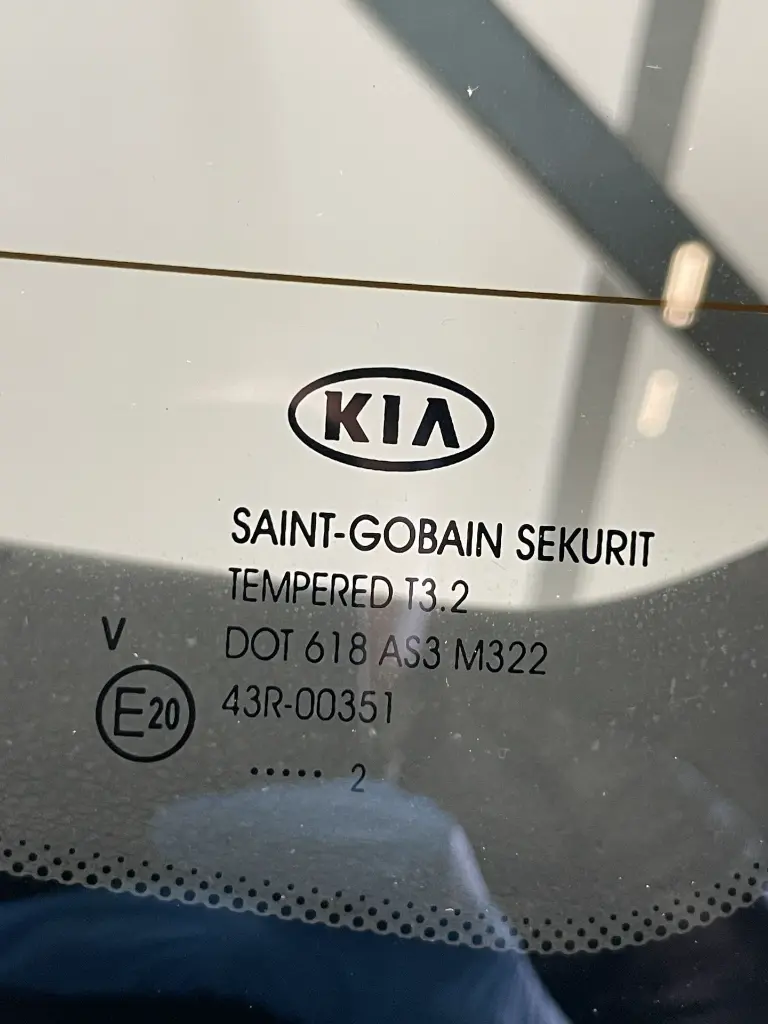 KIA
SAINT-GOBAIN SEKURIT
TEMPERED T3.2
V
DOT 618 AS3 M322
E20
43R-00351
..... 2